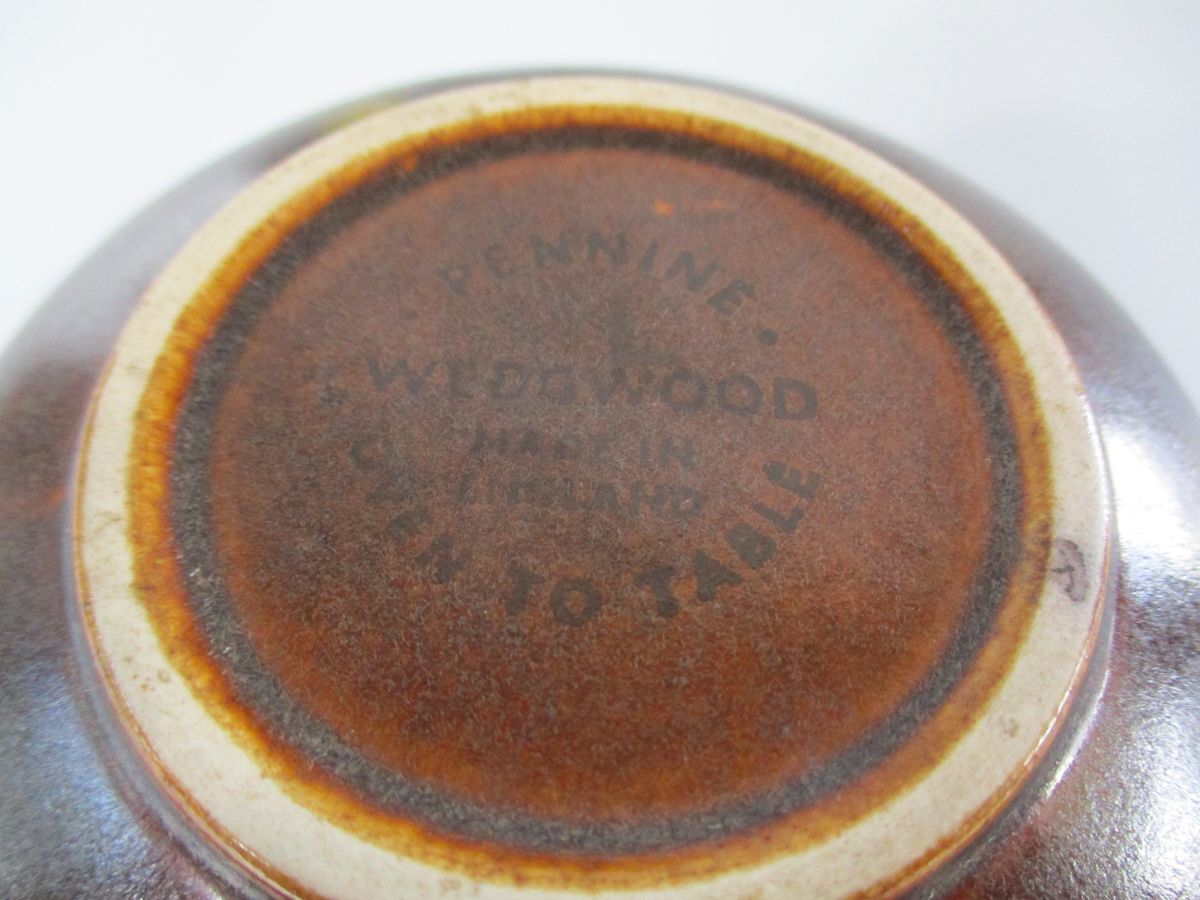 PENNINE.
WEDGWOOD
MADE IN
ENGLAND
OVEN TO TABLE